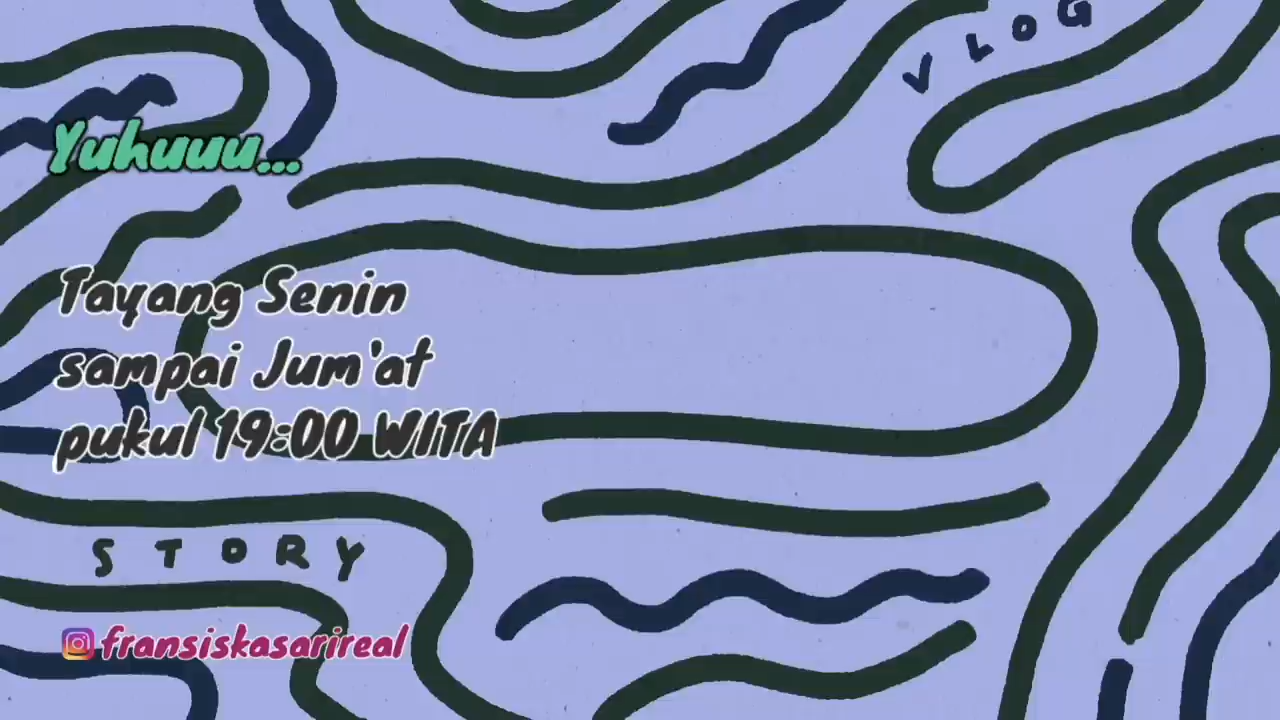 VLOG
Yuhuuu...
Tayang Senin
sampai Jum'at
pukul 19:00 WITA
STORY
fransiskasarireal